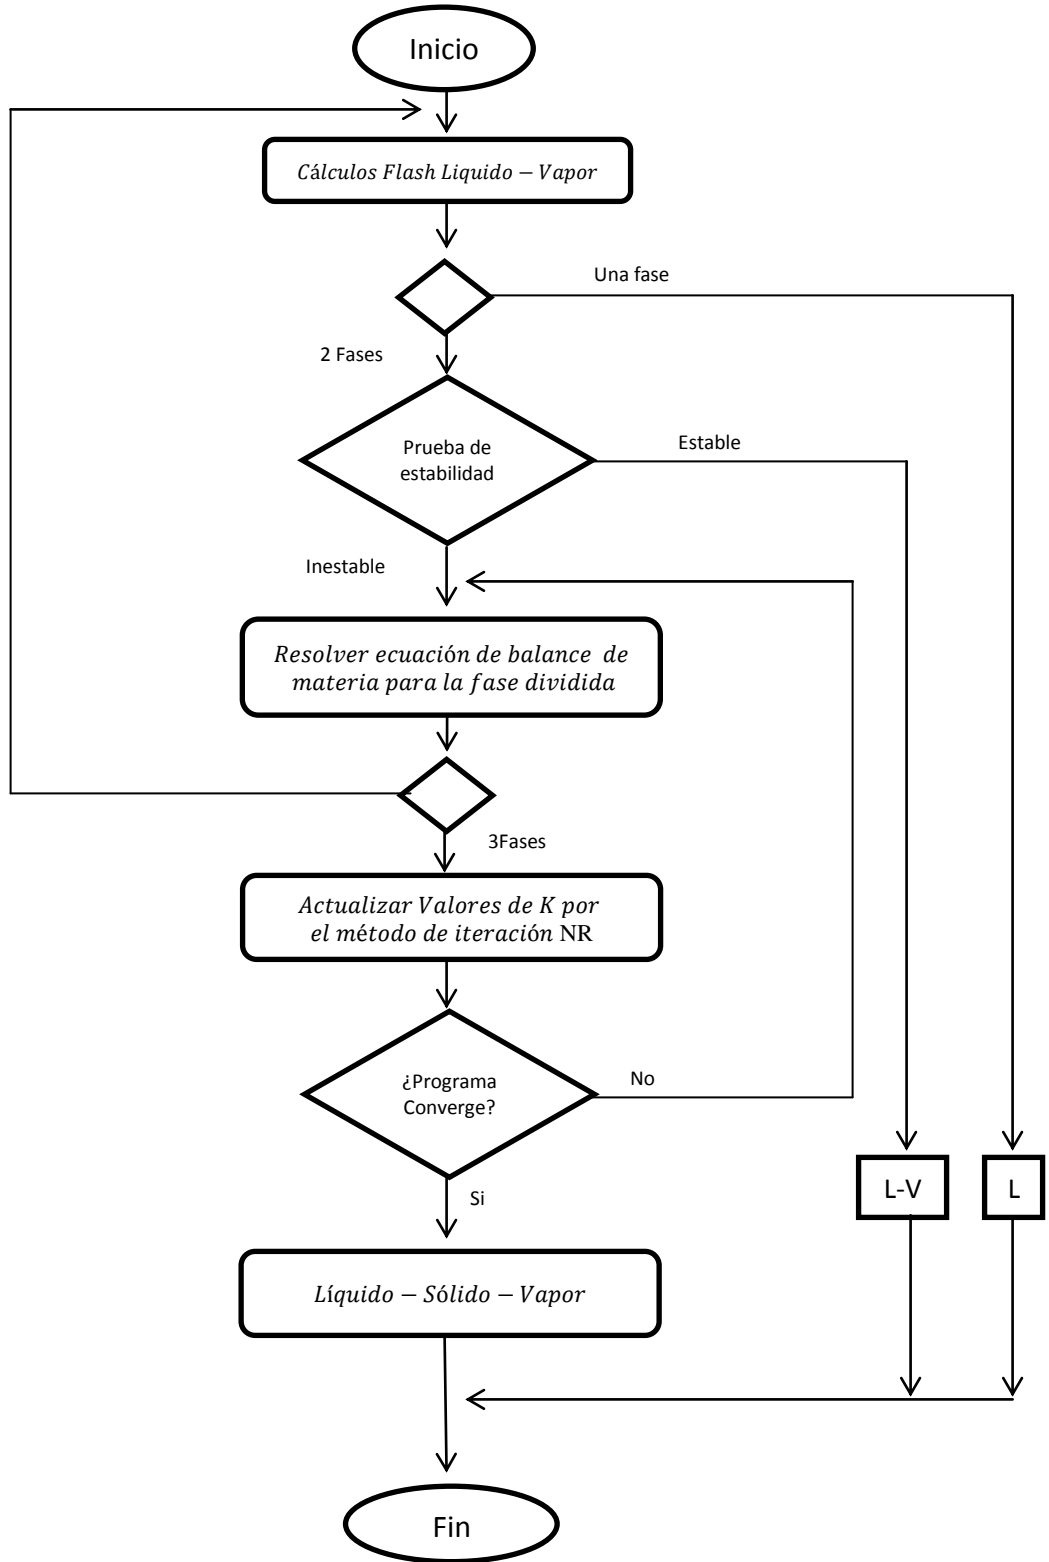 Inicio
Cálculos Flash Liquido – Vapor
Una fase
2 Fases
Prueba de
estabilidad
Estable
Inestable
Resolver ecuación de balance de
materia para la fase dividida
3Fases
Actualizar Valores de K por
el método de iteración NR
¿Programa
Converge?
No
L-V
L
Si
Líquido – Sólido – Vapor
Fin